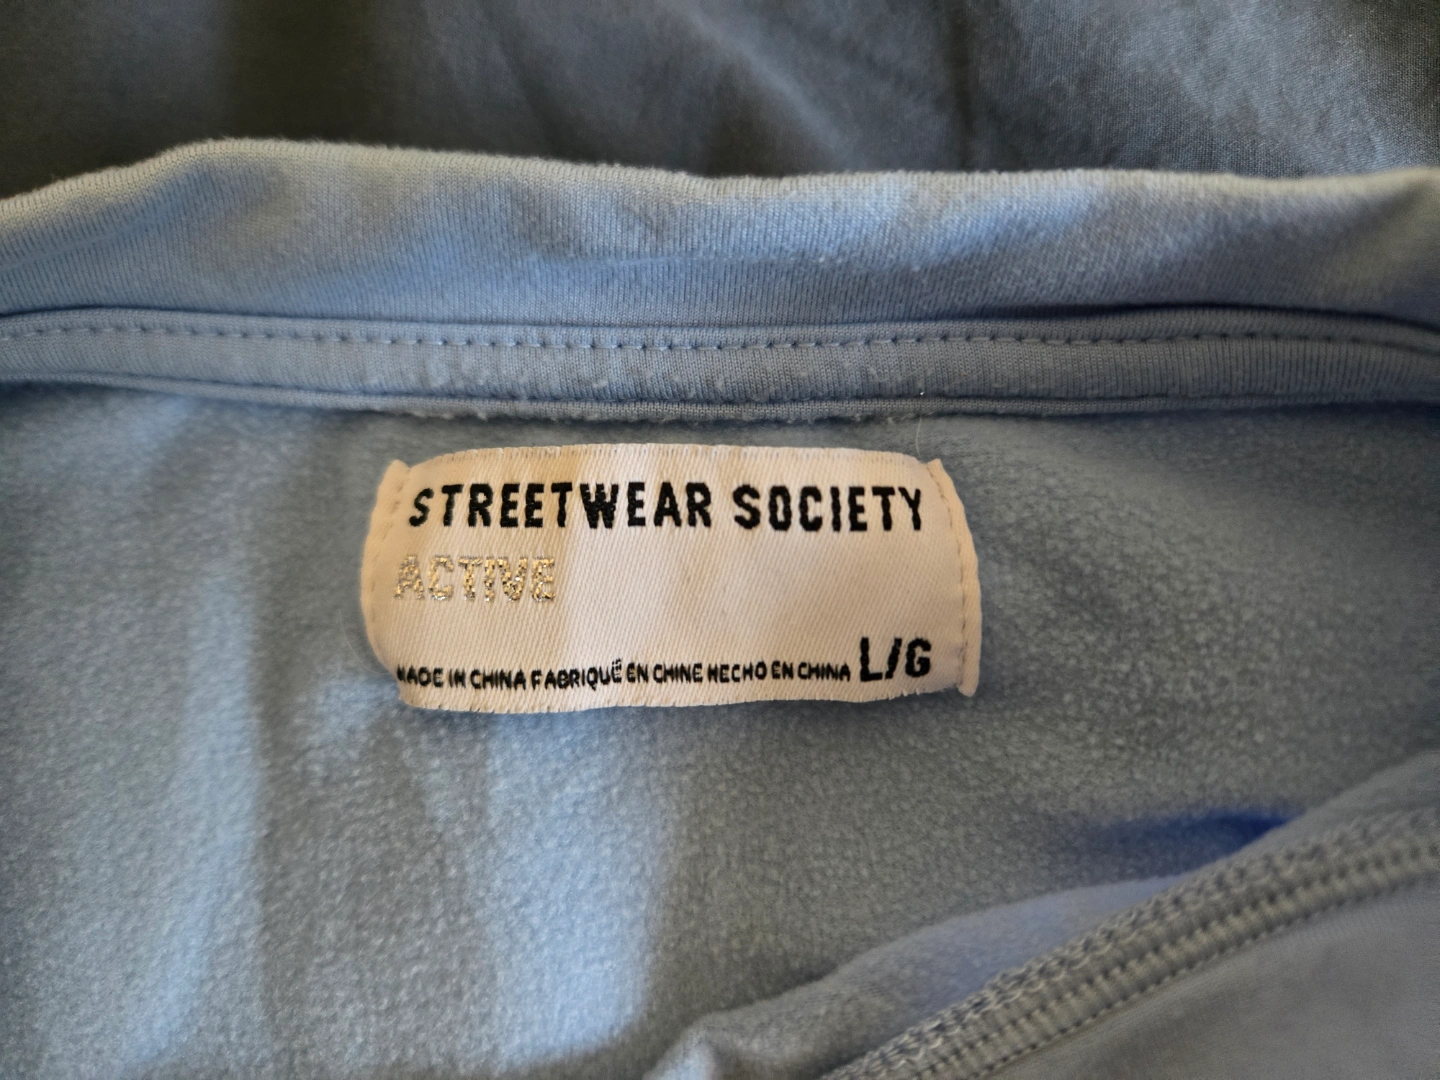 STREETWEAR SOCIETY
ACTIVE
MADE IN CHINA FABRIQUÉ EN CHINE HECHO EN CHINA L/G